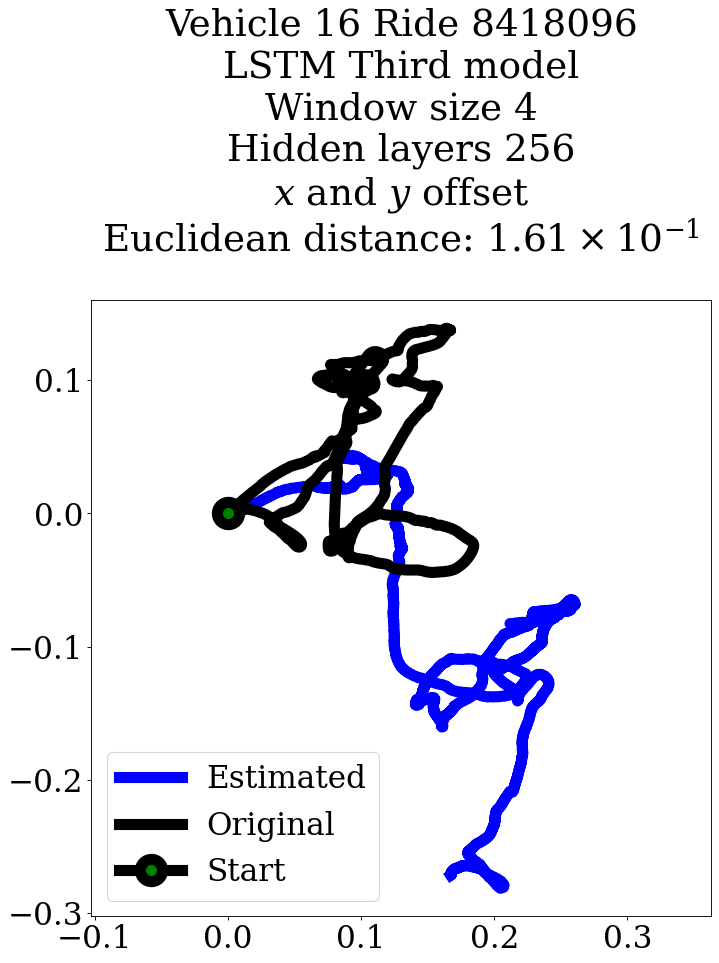 Vehicle 16 Ride 8418096
LSTM Third model
Window size 4
Hidden layers 256
x and y offset
Euclidean distance: 1.61 × 10⁻¹
0.1
0.0
−0.1
−0.2
−0.3
Estimated
Original
Start
−0.1 0.0 0.1 0.2 0.3